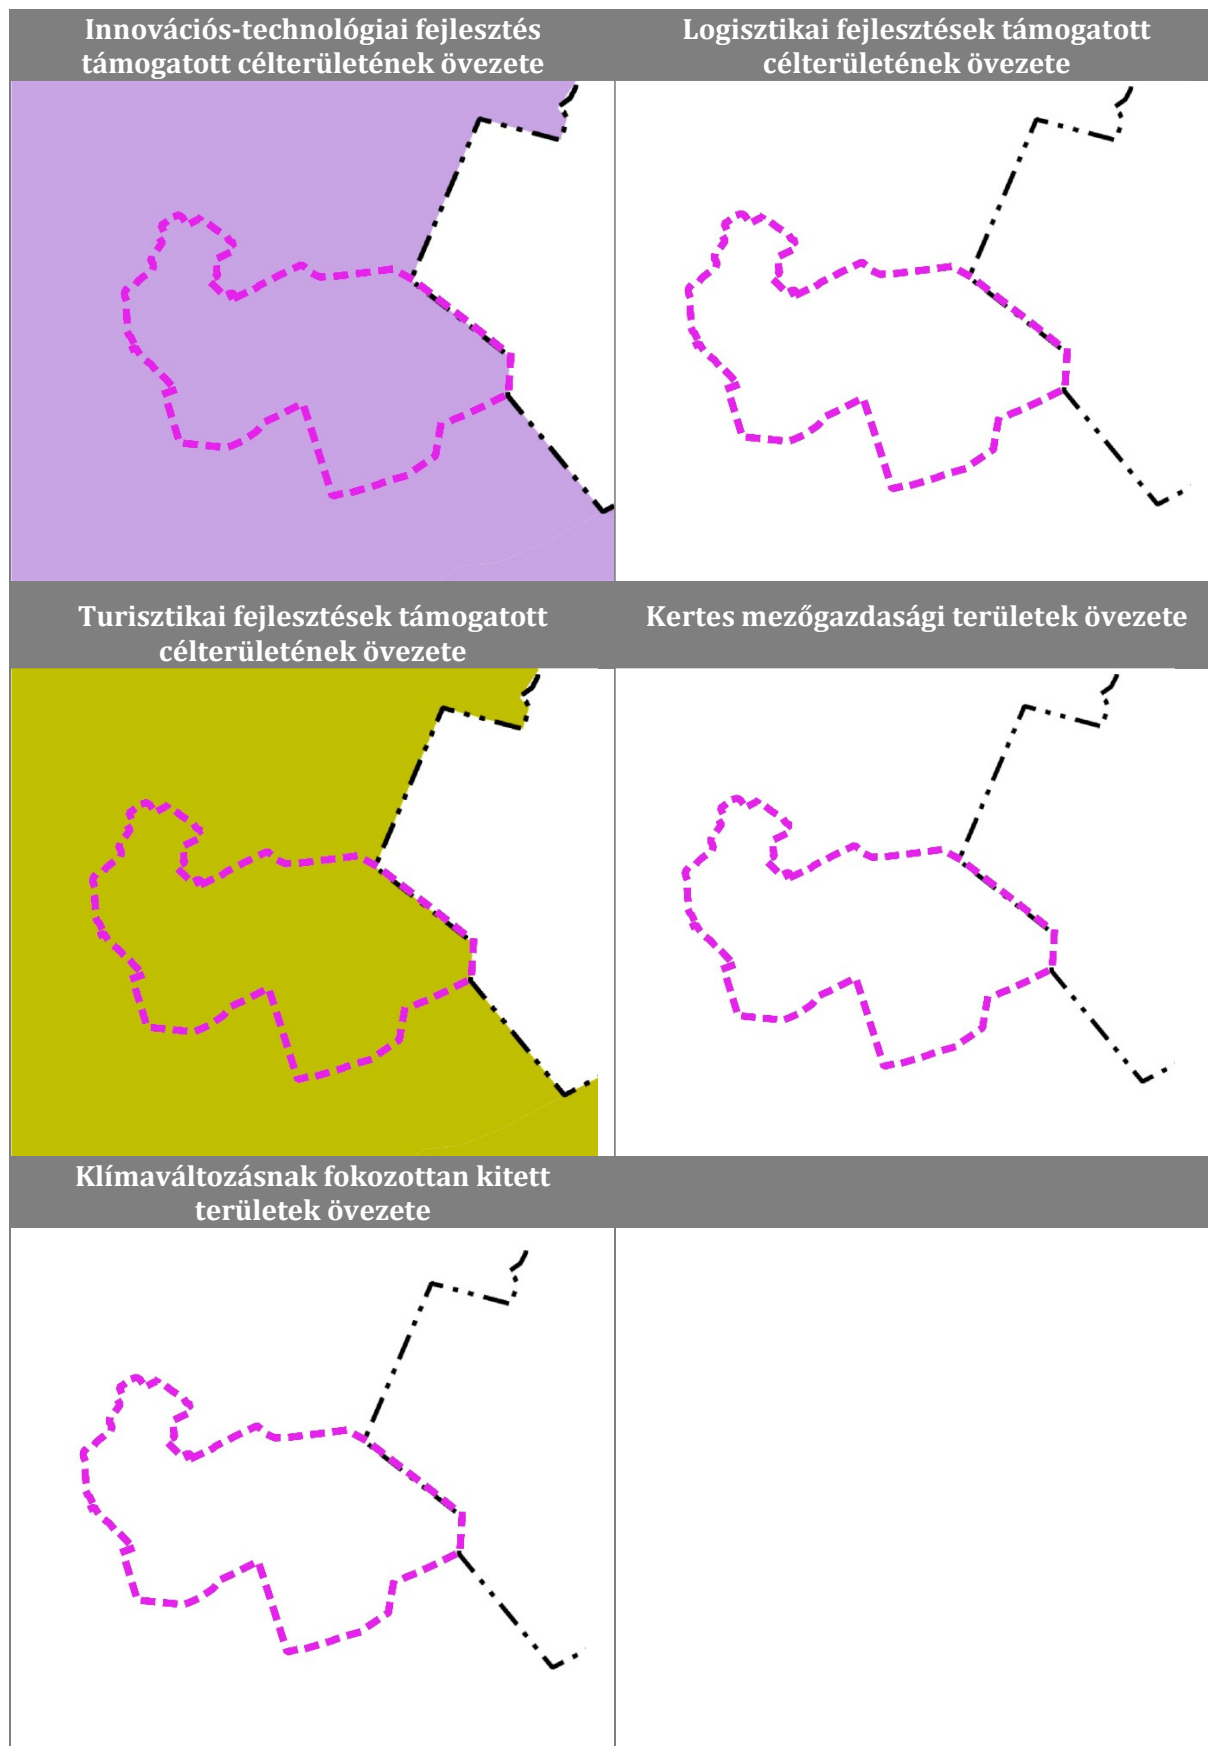 Innovációs-technológiai fejlesztés
támogatott célterületének övezete
Logisztikai fejlesztések támogatott
célterületének övezete
Turisztikai fejlesztések támogatott
célterületének övezete
Kertes mezőgazdasági területek övezete
Klímaváltozásnak fokozottan kitett
területek övezete